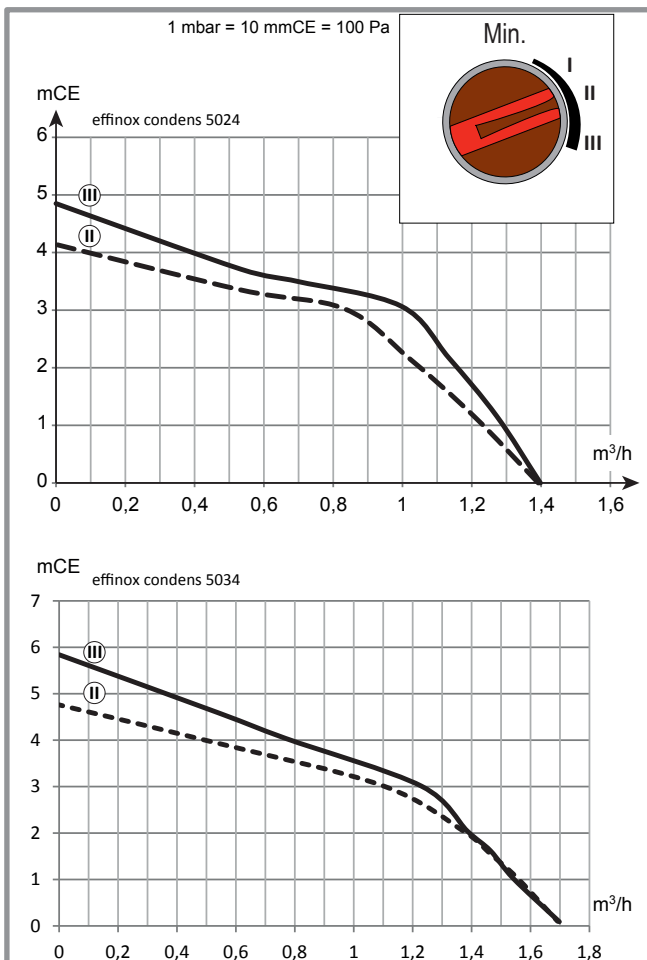 1 mbar = 10 mmCE = 100 Pa
Min.
I
II
III
mCE
effinox condens 5024
6
5
4
3
2
1
0
III
II
m³/h
0 0,2 0,4 0,6 0,8 1 1,2 1,4 1,6
mCE
effinox condens 5034
7
6
5
4
3
2
1
0
III
II
m³/h
0 0,2 0,4 0,6 0,8 1 1,2 1,4 1,6 1,8